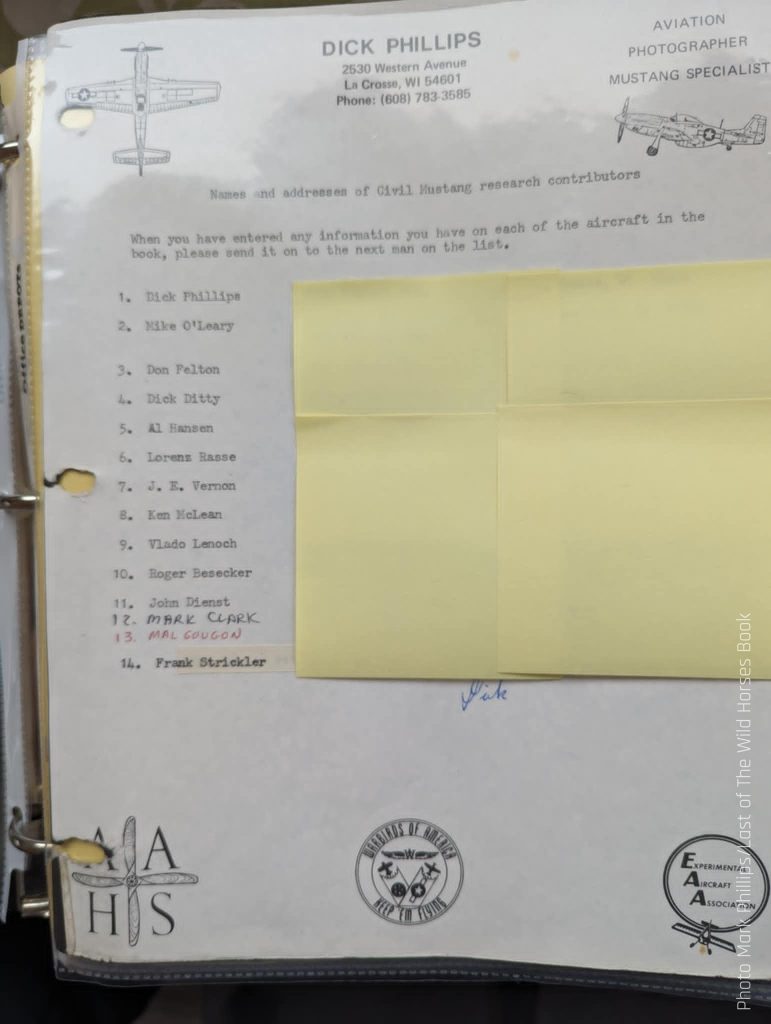 DICK PHILLIPS
2530 Western Avenue
La Crosse, WI 54601
Phone: (608) 783-3585
AVIATION
PHOTOGRAPHER
MUSTANG SPECIALIST
Names and addresses of Civil Mustang research contributors
When you have entered any information you have on each of the aircraft in the
book, please send it on to the next man on the list.
1. Dick Phillips
2. Mike O'Leary
3. Don Felton
4. Dick Ditty
5. Al Hansen
6. Lorenz Rasse
7. J. E. Vernon
8. Ken McLean
9. Vlado Lenoch
10. Roger Besecker
11. John Dienst
12. MARK CLARK
13. MAL GOUGON
14. Frank Strickler
Dick
A A
H S
WARBIRDS OF AMERICA
KEEP 'EM FLYING
EXPERIMENTAL
AIRCRAFT
ASSOCIATION
Office DEPOT
Photo Mark Phillips/Last of The Wild Horses Book